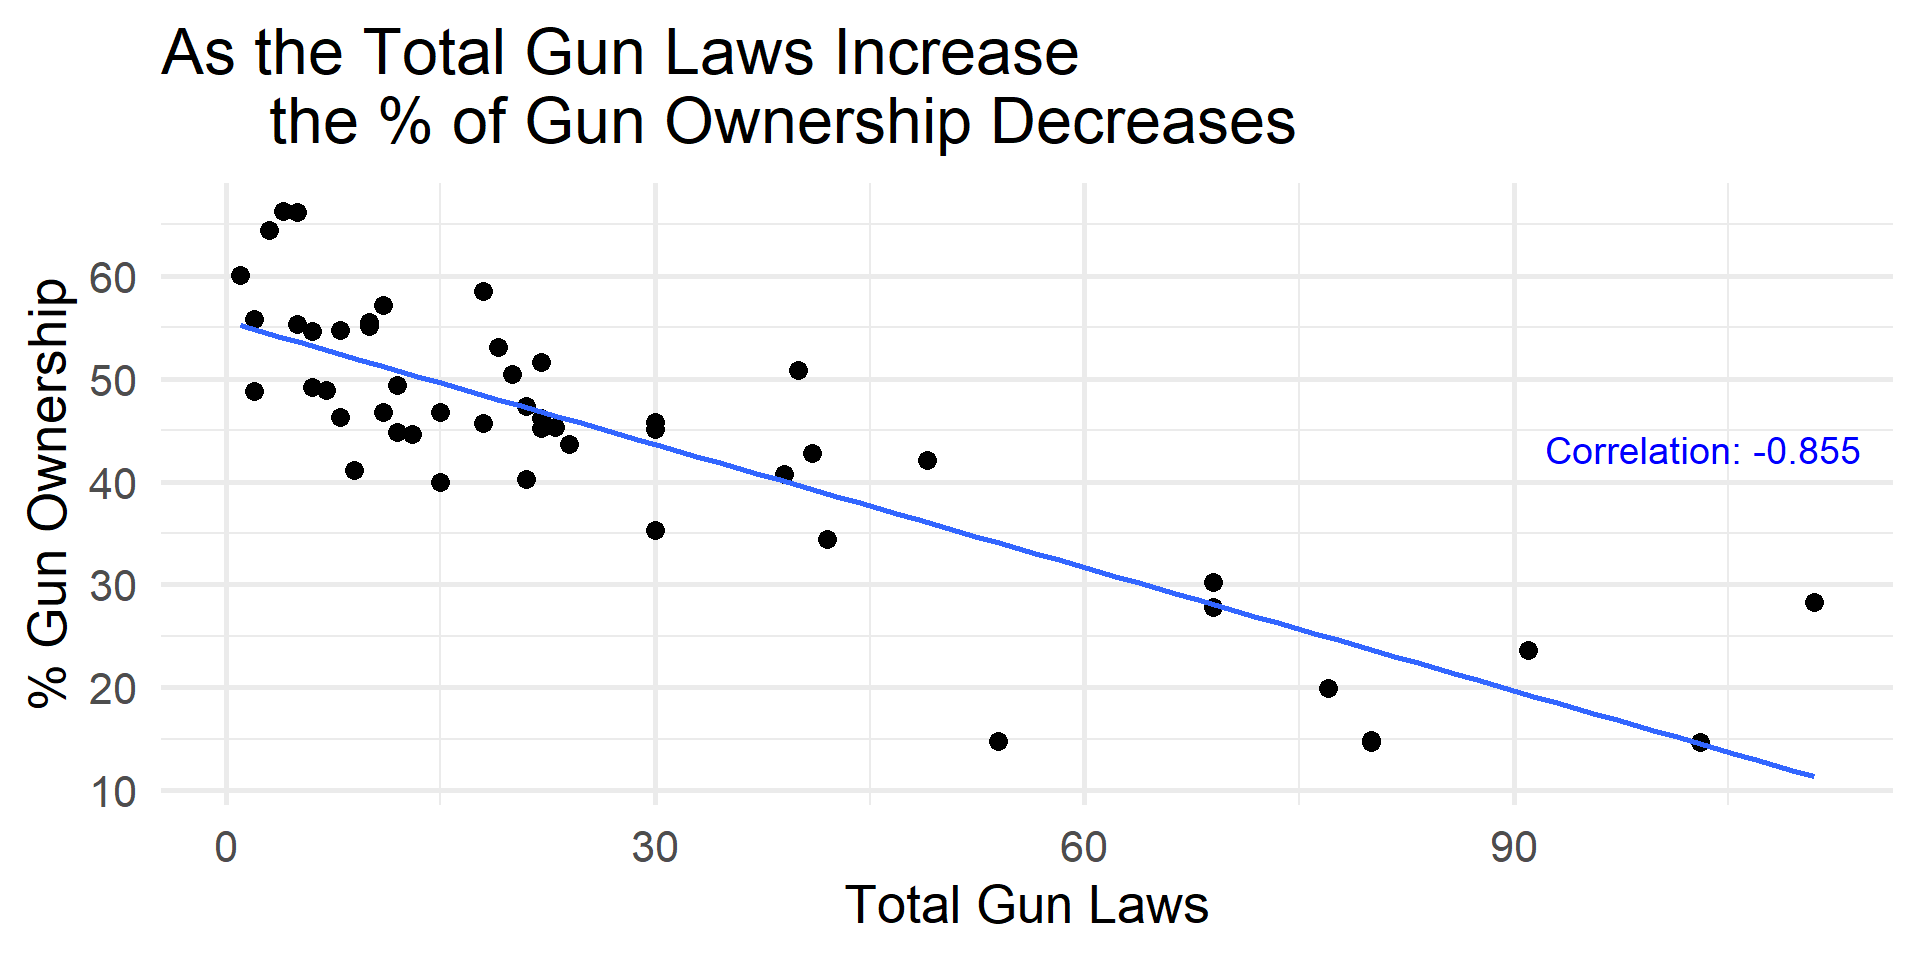 As the Total Gun Laws Increase
the % of Gun Ownership Decreases
% Gun Ownership
60
50
40
30
20
10
Correlation: -0.855
0 30 60 90
Total Gun Laws